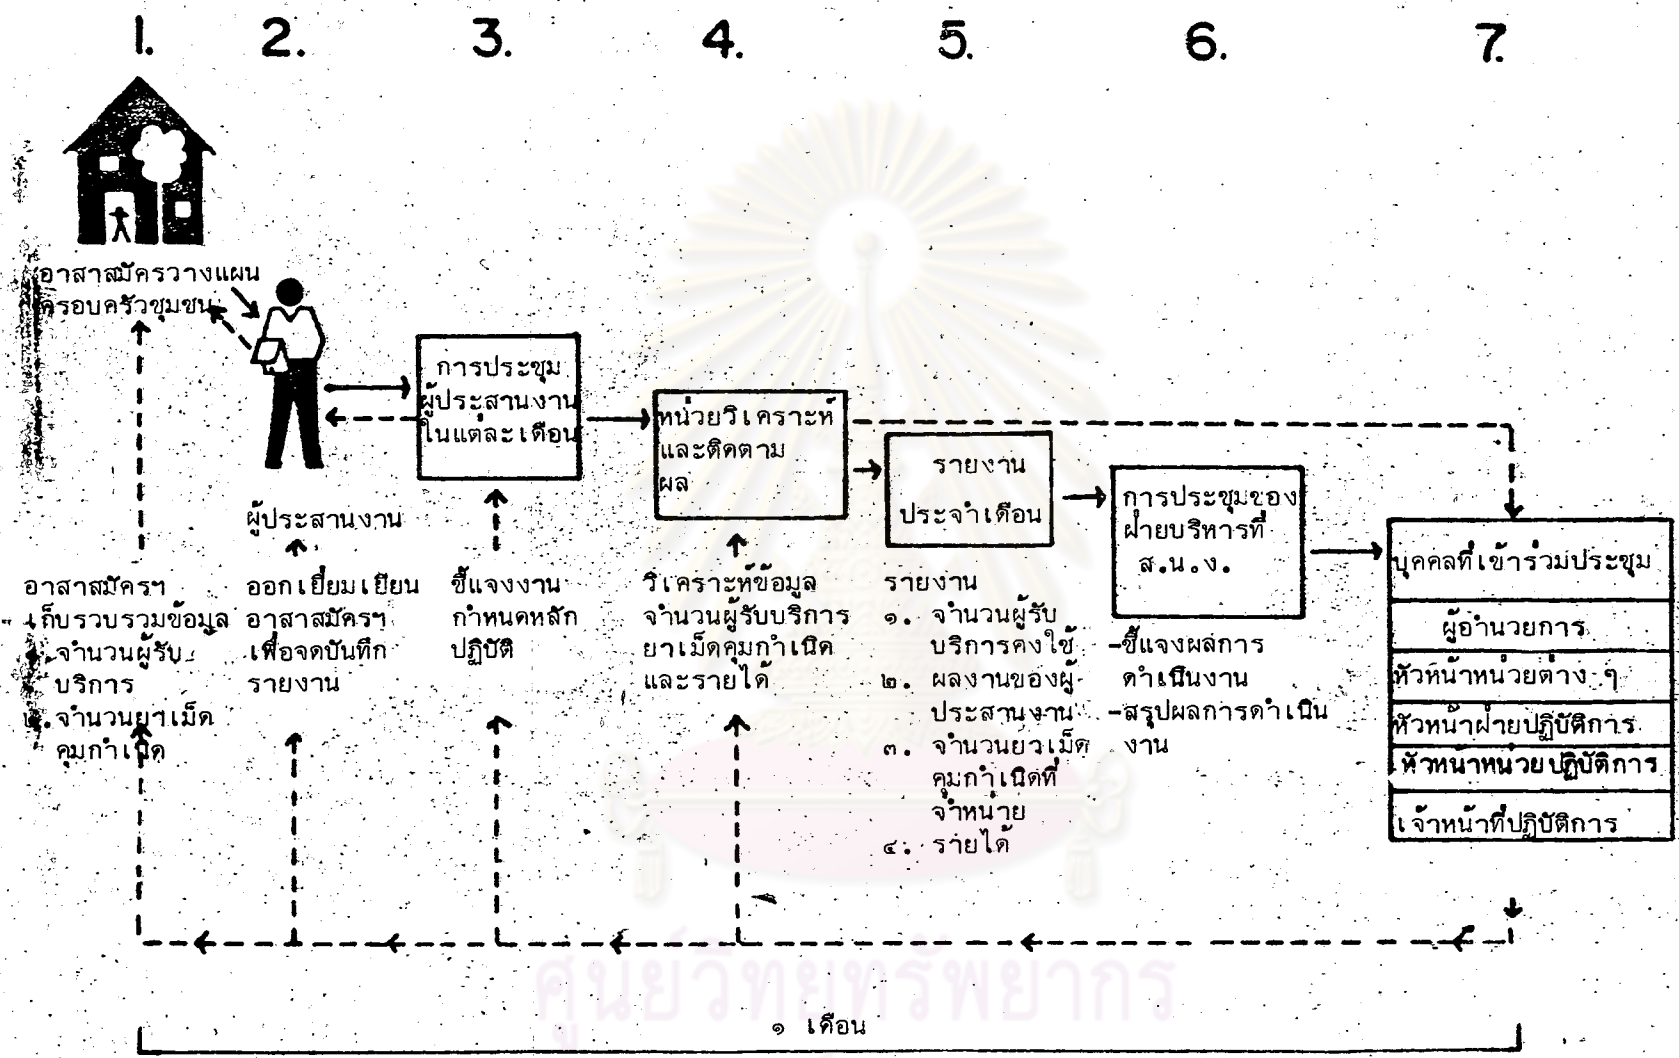 1.
2.
3.
4.
5.
6.
7.
อาสาสมัครวางแผน
ครอบครัวชุมชน
ผู้ประสานงาน
การประชุม
ผู้ประสานงาน
ในแต่ละเดือน
หน่วยวิเคราะห์
และติดตาม
ผล
รายงาน
ประจำเดือน
การประชุมของ
ฝ่ายบริหารที่
ส.น.ง.
บุคคลที่เข้าร่วมประชุม
ผู้อำนวยการ
หัวหน้าหน่วยต่าง ๆ
หัวหน้าฝ่ายปฏิบัติการ
หัวหน้าหน่วยปฏิบัติการ
เจ้าหน้าที่ปฏิบัติการ
อาสาสมัครฯ
เก็บรวบรวมข้อมูล
จำนวนผู้รับ
บริการ
จำนวนยาเม็ด
คุมกำเนิด
ออกเยี่ยมเยียน
อาสาสมัครฯ
เพื่อจดบันทึก
รายงาน
ชี้แจงงาน
กำหนดหลัก
ปฏิบัติ
วิเคราะห์ข้อมูล
จำนวนผู้รับบริการ
ยาเม็ดคุมกำเนิด
และรายได้
รายงาน
๑. จำนวนผู้รับ
บริการคงใช้
๒. ผลงานของผู้-
ประสานงาน
๓. จำนวนยาเม็ด
คุมกำเนิดที่
จำหน่าย
๔. รายได้
-ชี้แจงผลการ
ดำเนินงาน
-สรุปผลการดำเนิน
งาน
ศูนย์วิทยทรัพยากร
๑ เดือน